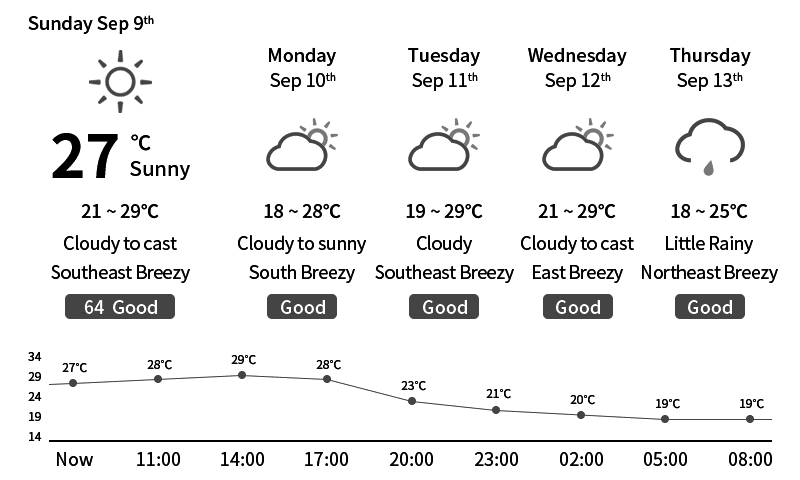 Sunday Sep 9th
27 °C
Sunny
21 ~ 29°C
Cloudy to cast
Southeast Breezy
64 Good
Monday
Sep 10th
18 ~ 28°C
Cloudy to sunny
South Breezy
Good
Tuesday
Sep 11th
19 ~ 29°C
Cloudy
Southeast Breezy
Good
Wednesday
Sep 12th
21 ~ 29°C
Cloudy to cast
East Breezy
Good
Thursday
Sep 13th
18 ~ 25°C
Little Rainy
Northeast Breezy
Good
34
29
24
19
14
27°C 28°C 29°C 28°C 23°C 21°C 20°C 19°C 19°C
Now 11:00 14:00 17:00 20:00 23:00 02:00 05:00 08:00